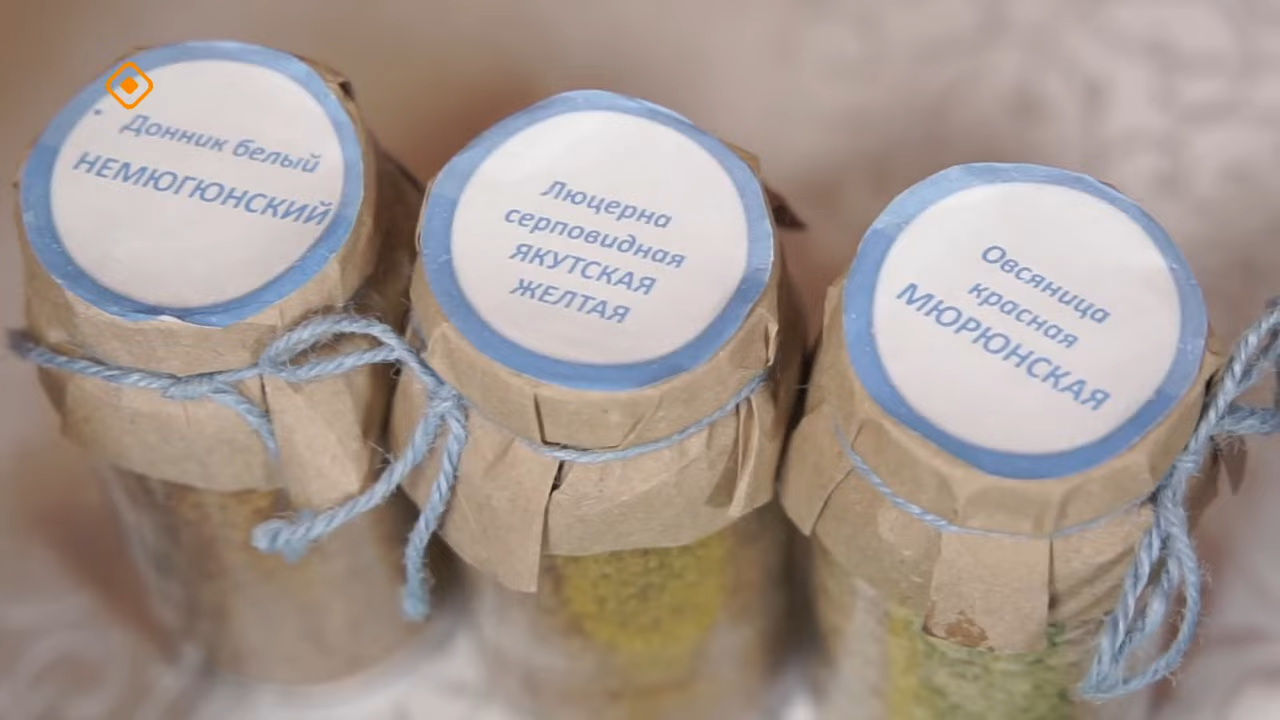 Донник белый
НЕМЮГЮНСКИЙ
Люцерна
серповидная
ЯКУТСКАЯ
ЖЕЛТАЯ
Овсяница
красная
МЮРЮНСКАЯ